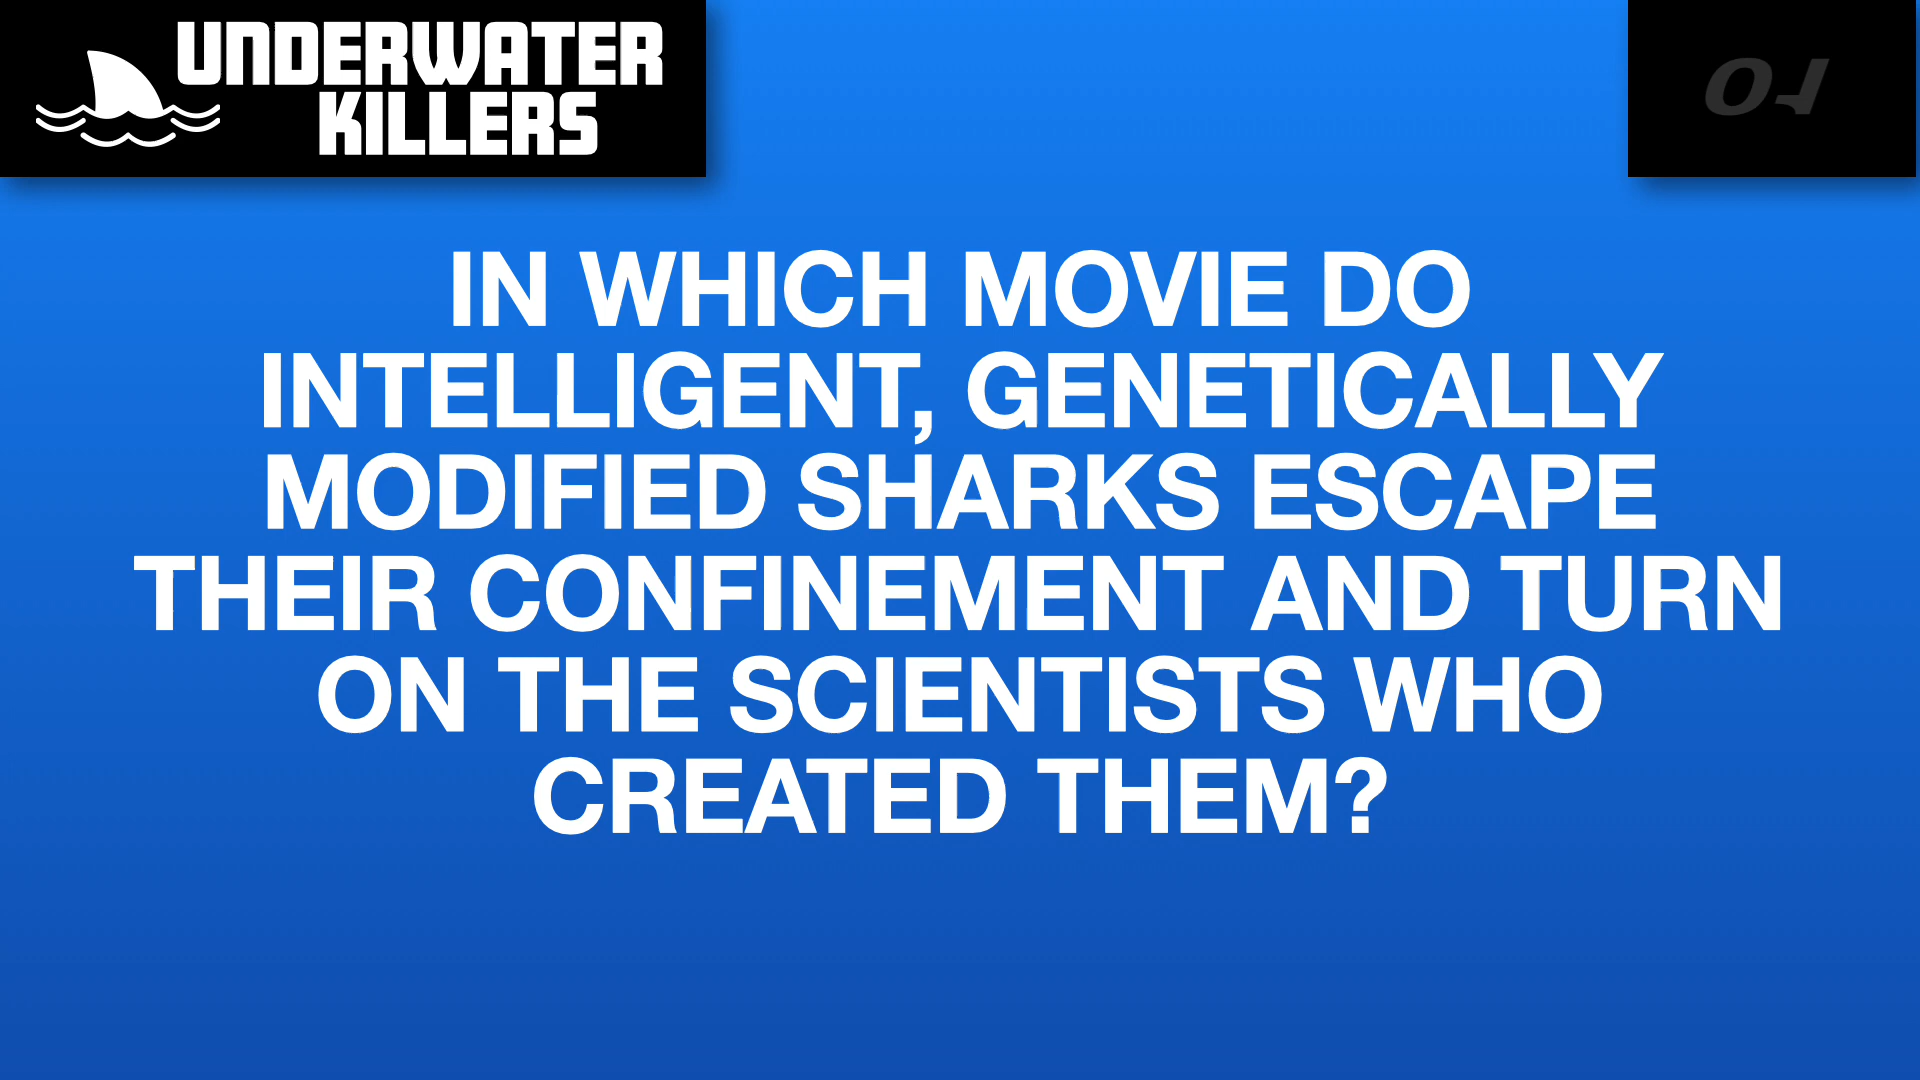 UNDERWATER
KILLERS
IN WHICH MOVIE DO
INTELLIGENT, GENETICALLY
MODIFIED SHARKS ESCAPE
THEIR CONFINEMENT AND TURN
ON THE SCIENTISTS WHO
CREATED THEM?